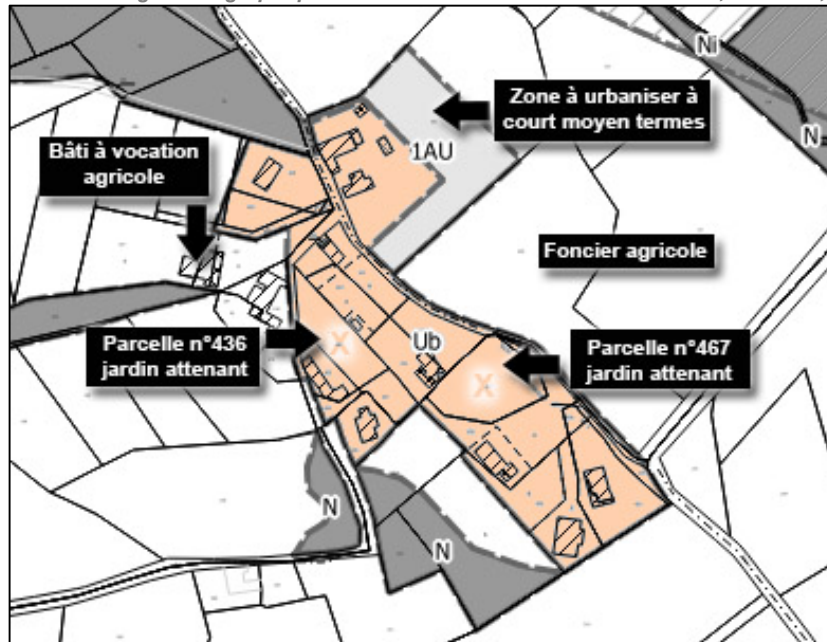 Ni
Zone à urbaniser à
court moyen termes
N
1AU
Bâti à vocation
agricole
Foncier agricole
Parcelle n°436
jardin attenant
X
Ub
X
Parcelle n°467
jardin attenant
N
N